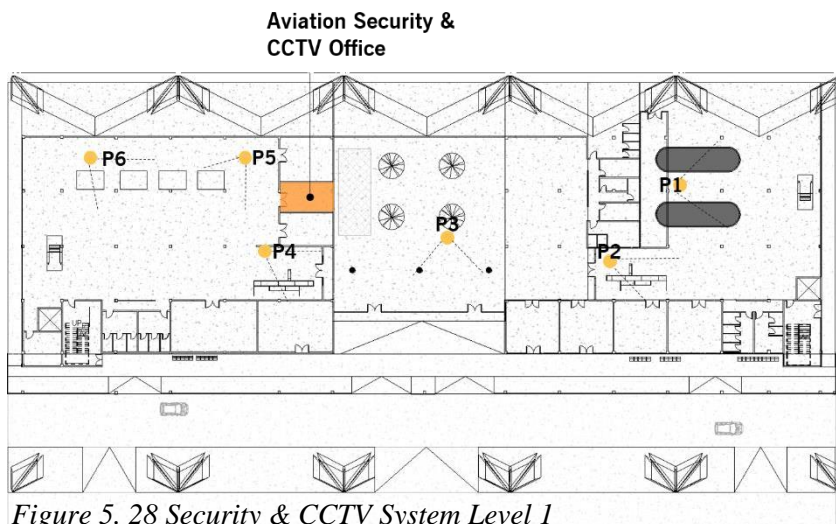 Aviation Security &
CCTV Office
P6
P5
P1
P3
P4
P2
Figure 5. 28 Security & CCTV System Level 1